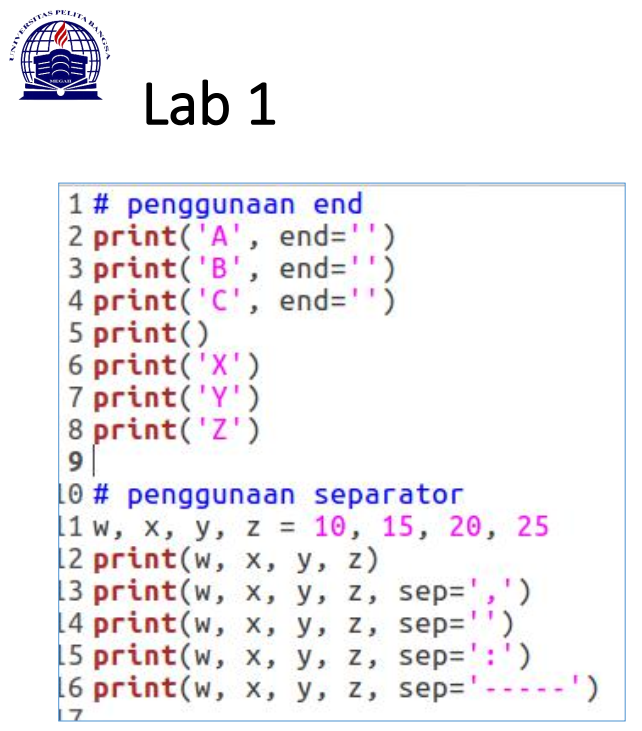 UNIVERSITAS PELITA BANGSA
MEGAH
Lab 1
1 # penggunaan end
2 print('A', end='')
3 print('B', end='')
4 print('C', end='')
5 print()
6 print('X')
7 print('Y')
8 print('Z')
9
10 # penggunaan separator
11 w, x, y, z = 10, 15, 20, 25
12 print(w, x, y, z)
13 print(w, x, y, z, sep=',')
14 print(w, x, y, z, sep='')
15 print(w, x, y, z, sep=':')
16 print(w, x, y, z, sep='-----')
17